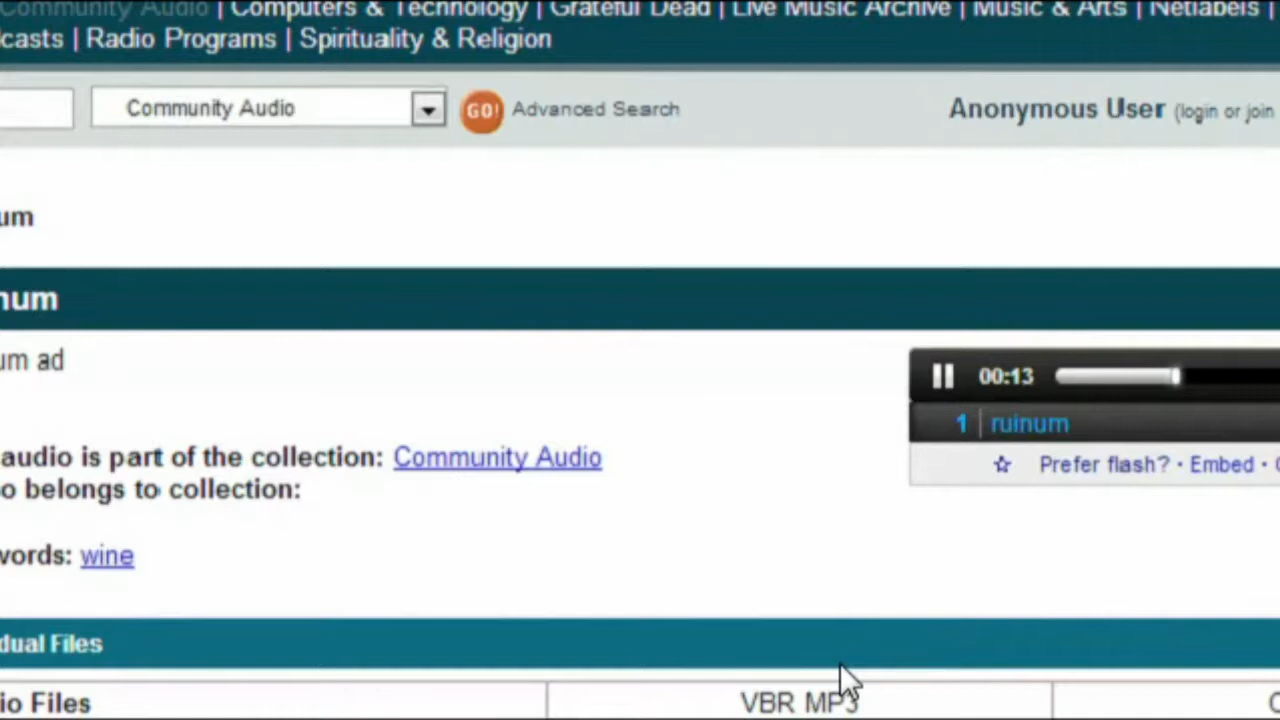 Community Audio | Computers & Technology | Grateful Dead | Live Music Archive | Music & Arts | Netlabels |
casts | Radio Programs | Spirituality & Religion
Community Audio GO! Advanced Search Anonymous User (login or join
um
num
um ad
00:13
1 ruinum
Prefer flash? · Embed ·
audio is part of the collection: Community Audio
o belongs to collection:
words: wine
dual Files
io Files VBR MP3